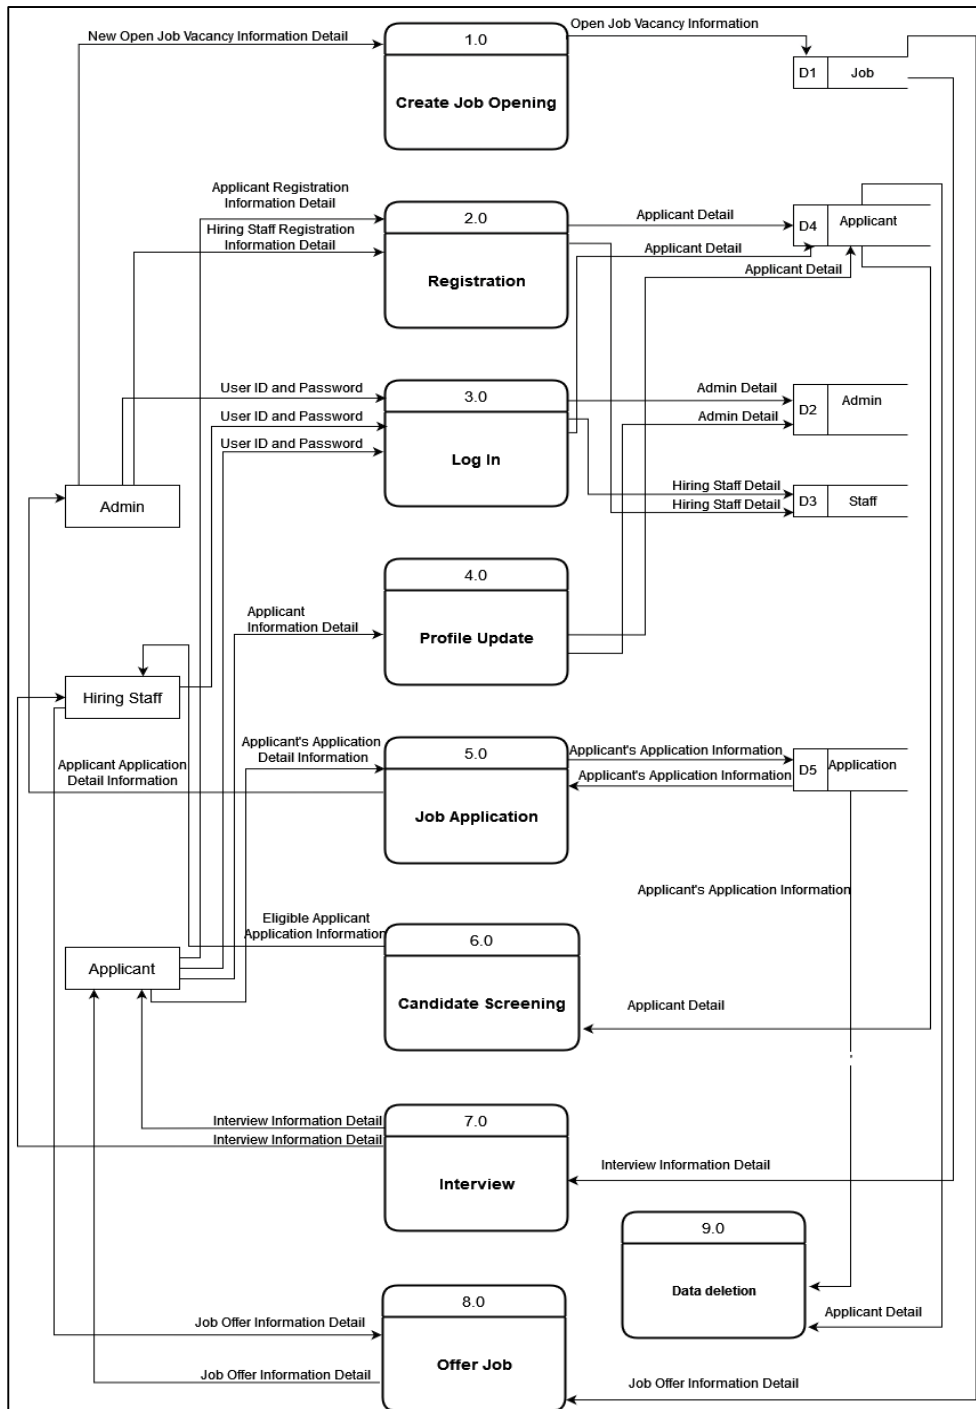 New Open Job Vacancy Information Detail
1.0
Create Job Opening
Open Job Vacancy Information
D1
Job
Applicant Registration
Information Detail
Hiring Staff Registration
Information Detail
2.0
Registration
Applicant Detail
Applicant Detail
Applicant Detail
D4
Applicant
User ID and Password
User ID and Password
User ID and Password
3.0
Log In
Admin Detail
Admin Detail
D2
Admin
Admin
Hiring Staff Detail
Hiring Staff Detail
D3
Staff
4.0
Profile Update
Applicant
Information Detail
Hiring Staff
Applicant Application
Detail Information
Applicant's Application
Detail Information
5.0
Job Application
Applicant's Application Information
Applicant's Application Information
D5
Application
Applicant's Application Information
Eligible Applicant
Application Information
6.0
Candidate Screening
Applicant
Applicant Detail
Interview Information Detail
Interview Information Detail
7.0
Interview
Interview Information Detail
9.0
Data deletion
Applicant Detail
8.0
Offer Job
Job Offer Information Detail
Job Offer Information Detail
Job Offer Information Detail